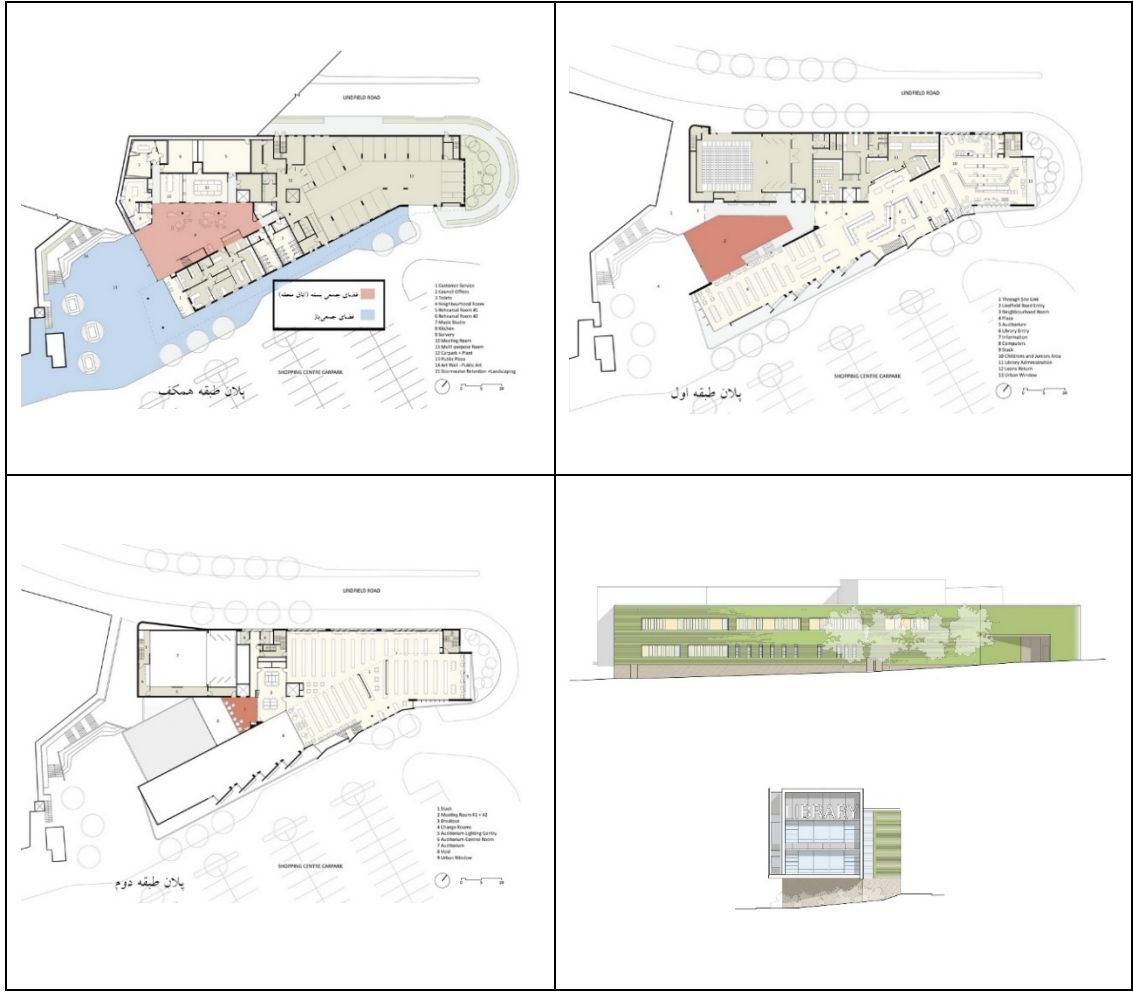 LINDFIELD ROAD
فضای جمعی بسته (اتاق محله)
فضای جمعی باز
1 Customer Service
2 Council Offices
3 Toilets
4 Neighbourhood Room
5 Rehearsal Room #1
6 Rehearsal Room #2
7 Music Studio
8 Kitchen
9 Servery
10 Meeting Room
11 Multi purpose Room
12 Carpark + Plant
13 Public Plaza
14 Art Wall - Public Art
15 Stormwater Retention +Landscaping
SHOPPING CENTRE CARPARK
پلان طبقه همکف
LINDFIELD ROAD
1 Through Site Link
2 Lindfield Road Entry
3 Neighbourhood Room
4 Plaza
5 Auditorium
6 Library Entry
7 Information
8 Computers
9 Stack
10 Childrens and Juniors Area
11 Library Administration
12 Loans Return
13 Urban Window
SHOPPING CENTRE CARPARK
پلان طبقه اول
LINDFIELD ROAD
1 Stack
2 Meeting Room #1 + #2
3 Breakout
4 Change Rooms
5 Auditorium Lighting Gantry
6 Auditorium Control Room
7 Auditorium
8 Void
9 Urban Window
SHOPPING CENTRE CARPARK
پلان طبقه دوم
LIBRARY